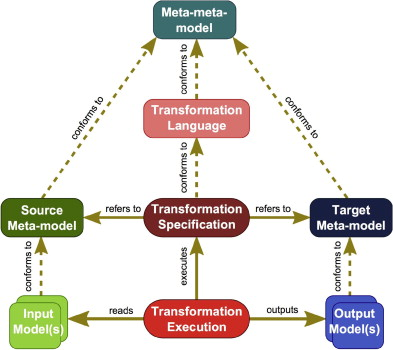 Meta-meta-
model
conforms to
conforms to
conforms to
Transformation
Language
conforms to
Source
Meta-model
refers to
Transformation
Specification
refers to
Target
Meta-model
conforms to
executes
conforms to
Input
Model(s)
reads
Transformation
Execution
outputs
Output
Model(s)